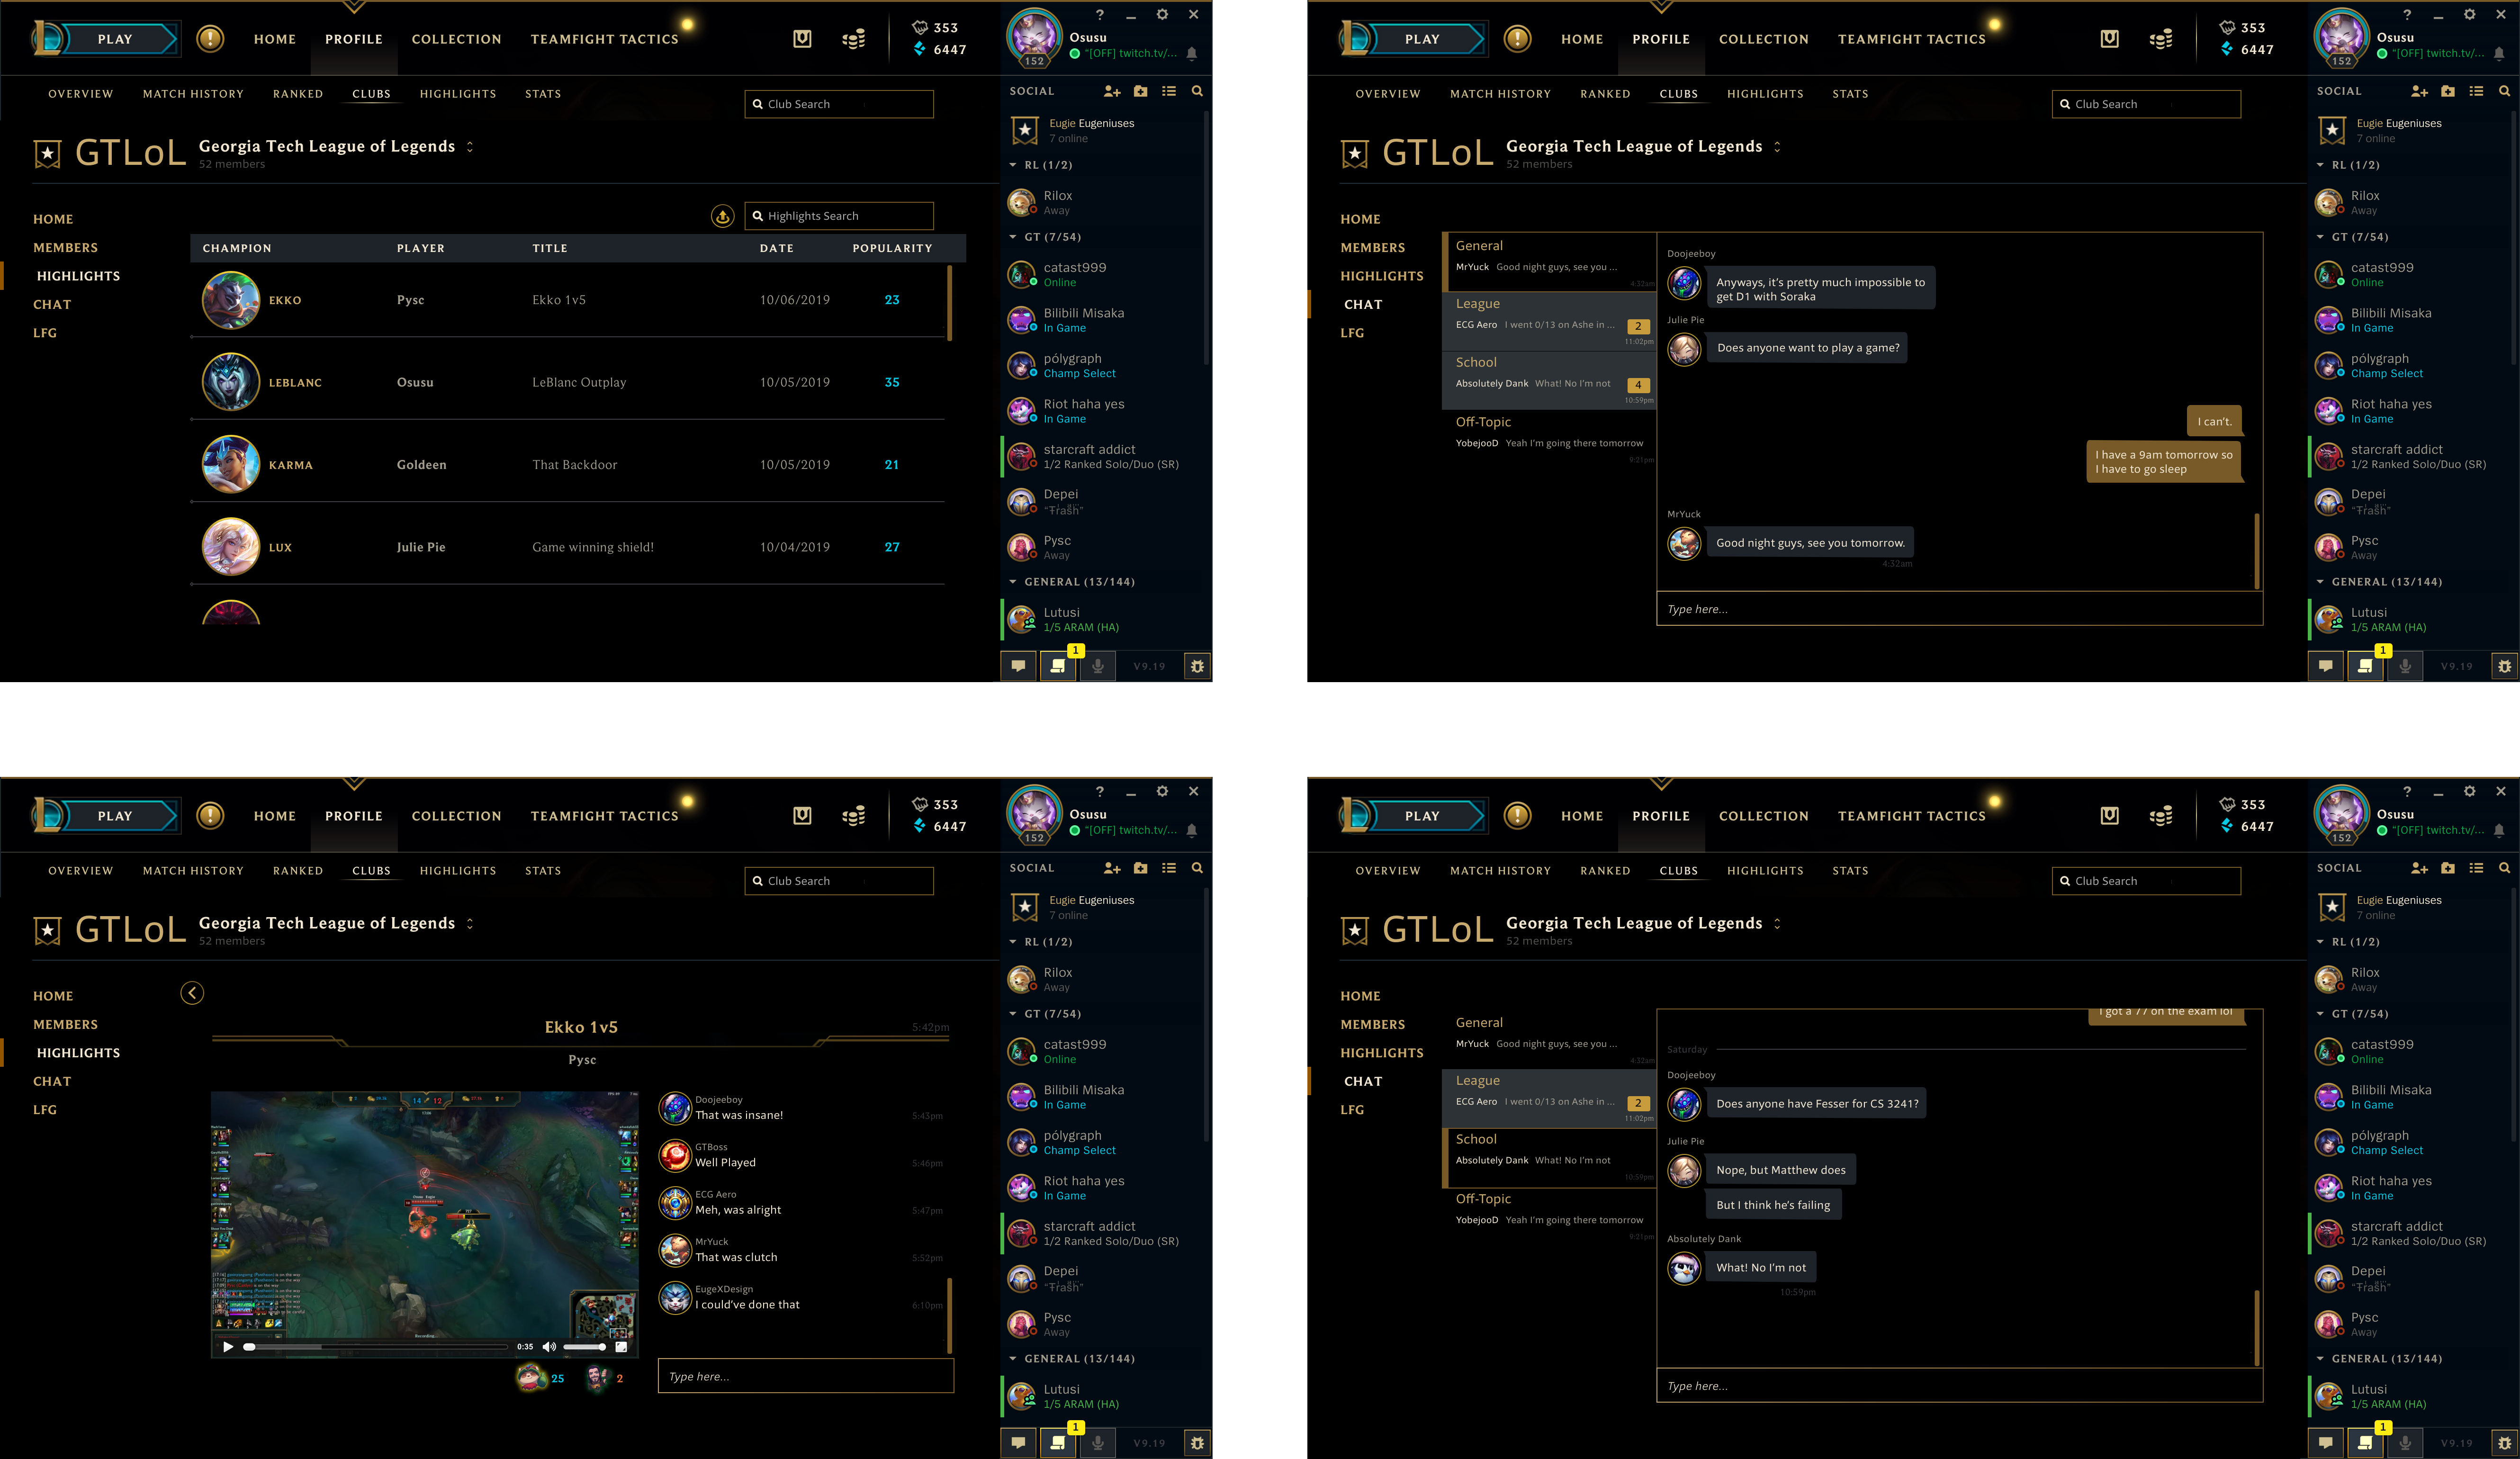 PLAY
HOME
PROFILE
COLLECTION
TEAMFIGHT TACTICS
353
6447
?
152
Osusu
"[OFF] twitch.tv/...
OVERVIEW
MATCH HISTORY
RANKED
CLUBS
HIGHLIGHTS
STATS
Club Search
GTLoL
Georgia Tech League of Legends
52 members
HOME
MEMBERS
HIGHLIGHTS
CHAT
LFG
Highlights Search
CHAMPION PLAYER TITLE DATE POPULARITY
EKKO Pysc Ekko 1v5 10/06/2019 23
LEBLANC Osusu LeBlanc Outplay 10/05/2019 35
KARMA Goldeen That Backdoor 10/05/2019 21
LUX Julie Pie Game winning shield! 10/04/2019 27
SOCIAL
Eugie Eugeniuses
7 online
RL (1/2)
Rilox
Away
GT (7/54)
catast999
Online
Bilibili Misaka
In Game
pólygraph
Champ Select
Riot haha yes
In Game
starcraft addict
1/2 Ranked Solo/Duo (SR)
Depei
Pysc
Away
GENERAL (13/144)
Lutusi
1/5 ARAM (HA)
1
V9.19
PLAY
HOME
PROFILE
COLLECTION
TEAMFIGHT TACTICS
353
6447
?
152
Osusu
"[OFF] twitch.tv/...
OVERVIEW
MATCH HISTORY
RANKED
CLUBS
HIGHLIGHTS
STATS
Club Search
GTLoL
Georgia Tech League of Legends
52 members
HOME
MEMBERS
HIGHLIGHTS
CHAT
LFG
General
MrYuck Good night guys, see you ...
4:32am
League
ECG Aero I went 0/13 on Ashe in ...
2
11:02pm
School
Absolutely Dank What! No I'm not
4
10:59pm
Off-Topic
YobejooD Yeah I'm going there tomorrow
9:21pm
Doojeeboy
Anyways, it's pretty much impossible to
get D1 with Soraka
Julie Pie
Does anyone want to play a game?
I can't.
I have a 9am tomorrow so
I have to go sleep
MrYuck
Good night guys, see you tomorrow.
4:32am
Type here...
SOCIAL
Eugie Eugeniuses
7 online
RL (1/2)
Rilox
Away
GT (7/54)
catast999
Online
Bilibili Misaka
In Game
pólygraph
Champ Select
Riot haha yes
In Game
starcraft addict
1/2 Ranked Solo/Duo (SR)
Depei
Pysc
Away
GENERAL (13/144)
Lutusi
1/5 ARAM (HA)
1
V9.19
PLAY
HOME
PROFILE
COLLECTION
TEAMFIGHT TACTICS
353
6447
?
152
Osusu
"[OFF] twitch.tv/...
OVERVIEW
MATCH HISTORY
RANKED
CLUBS
HIGHLIGHTS
STATS
Club Search
GTLoL
Georgia Tech League of Legends
52 members
HOME
MEMBERS
HIGHLIGHTS
CHAT
LFG
Ekko 1v5
5:42pm
Pysc
14 12
0:35
25
2
Doojeeboy
That was insane!
5:43pm
GTBoss
Well Played
5:46pm
ECG Aero
Meh, was alright
5:47pm
MrYuck
That was clutch
5:52pm
EugeXDesign
I could've done that
6:10pm
Type here...
SOCIAL
Eugie Eugeniuses
7 online
RL (1/2)
Rilox
Away
GT (7/54)
catast999
Online
Bilibili Misaka
In Game
pólygraph
Champ Select
Riot haha yes
In Game
starcraft addict
1/2 Ranked Solo/Duo (SR)
Depei
Pysc
Away
GENERAL (13/144)
Lutusi
1/5 ARAM (HA)
1
V9.19
PLAY
HOME
PROFILE
COLLECTION
TEAMFIGHT TACTICS
353
6447
?
152
Osusu
"[OFF] twitch.tv/...
OVERVIEW
MATCH HISTORY
RANKED
CLUBS
HIGHLIGHTS
STATS
Club Search
GTLoL
Georgia Tech League of Legends
52 members
HOME
MEMBERS
HIGHLIGHTS
CHAT
LFG
General
MrYuck Good night guys, see you ...
4:32am
League
ECG Aero I went 0/13 on Ashe in ...
2
11:02pm
School
Absolutely Dank What! No I'm not
10:59pm
Off-Topic
YobejooD Yeah I'm going there tomorrow
9:21pm
I got a 77 on the exam lol
Saturday
Doojeeboy
Does anyone have Fesser for CS 3241?
Julie Pie
Nope, but Matthew does
But I think he's failing
Absolutely Dank
What! No I'm not
10:59pm
Type here...
SOCIAL
Eugie Eugeniuses
7 online
RL (1/2)
Rilox
Away
GT (7/54)
catast999
Online
Bilibili Misaka
In Game
pólygraph
Champ Select
Riot haha yes
In Game
starcraft addict
1/2 Ranked Solo/Duo (SR)
Depei
Pysc
Away
GENERAL (13/144)
Lutusi
1/5 ARAM (HA)
1
V9.19